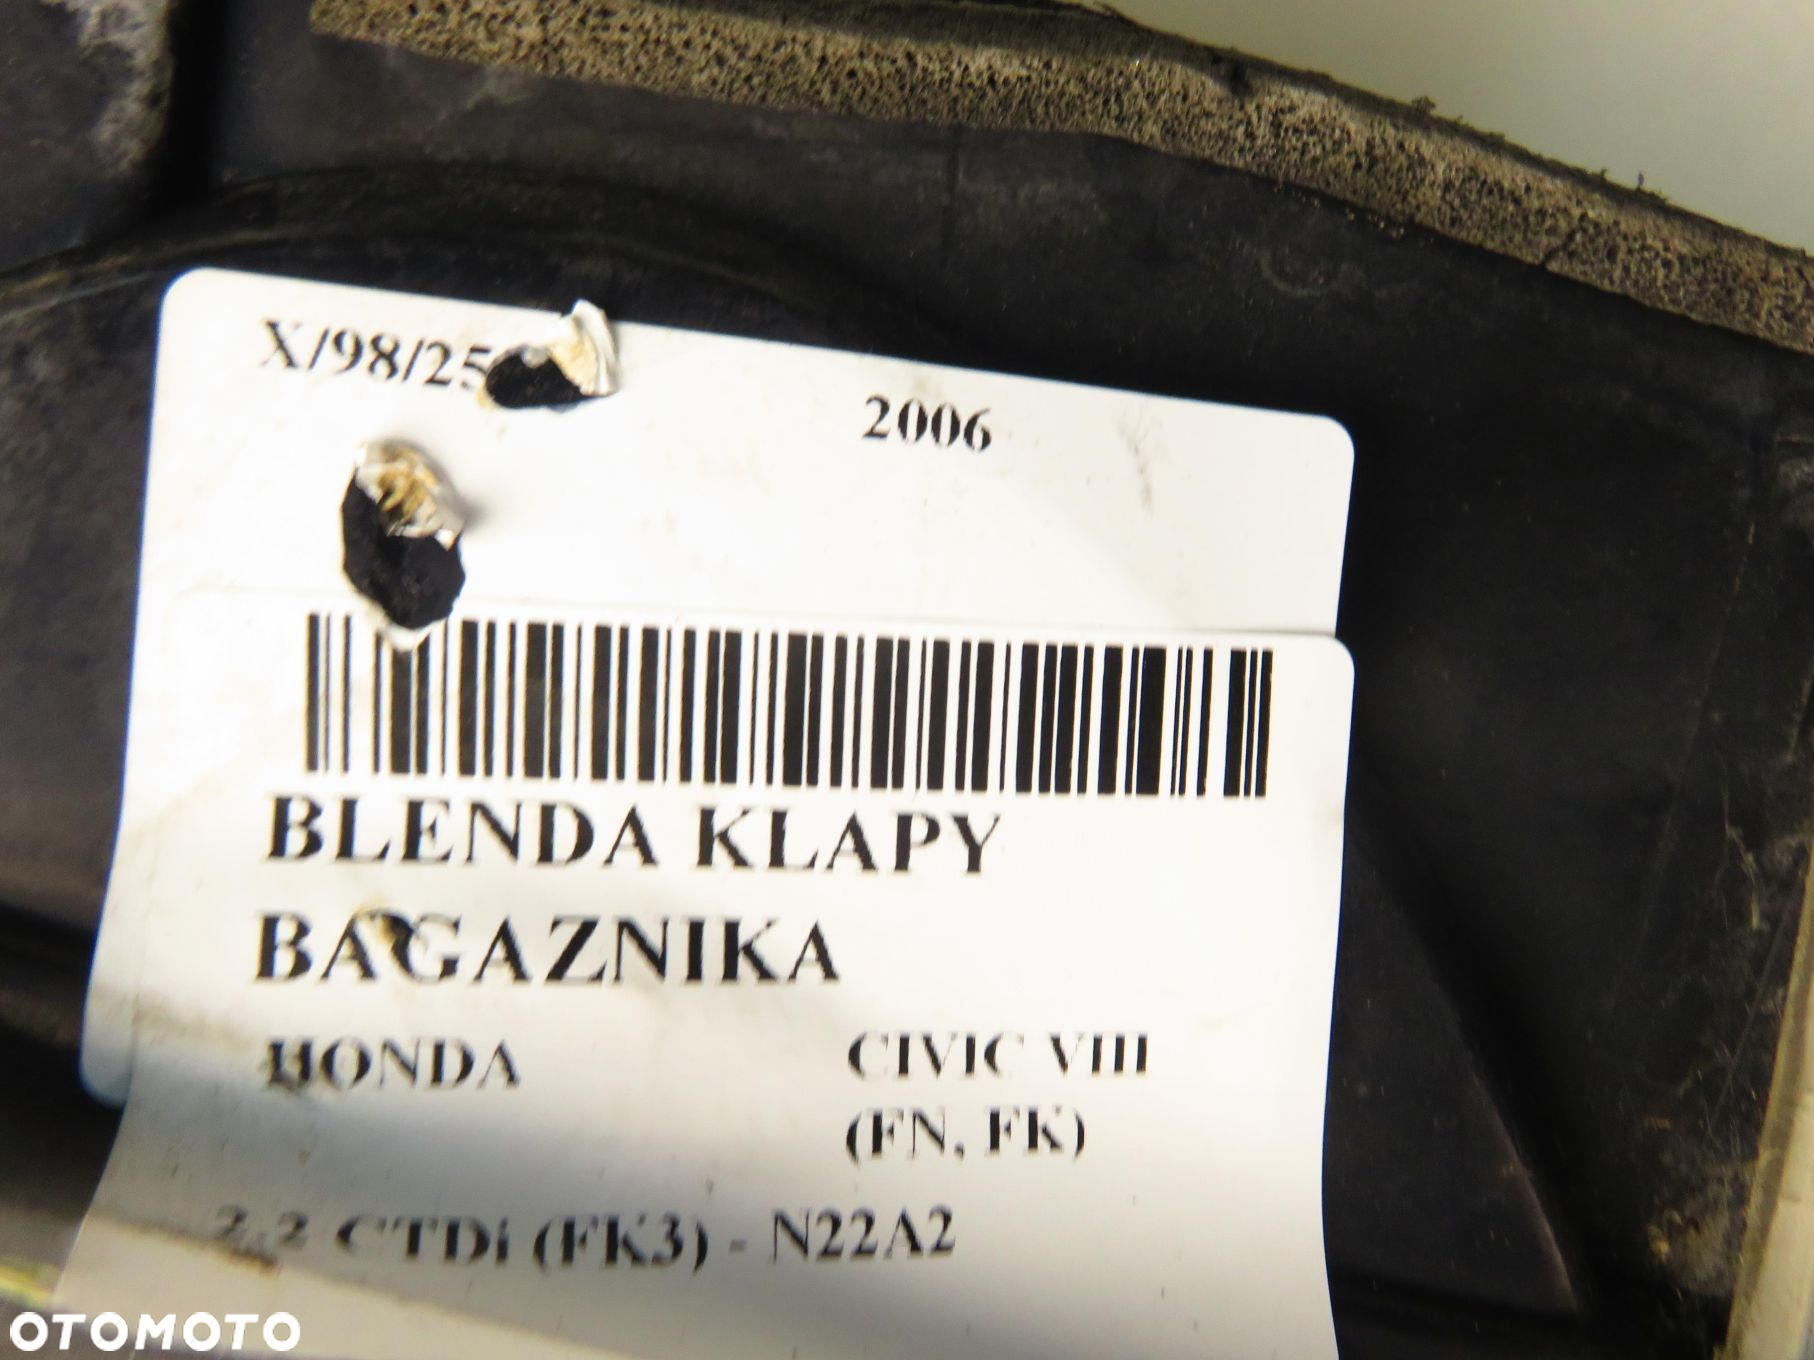 X/98/25
2006
BLENDA KLAPY
BAGAZNIKA
HONDA CIVIC VIII
(FN, FK)
2.2 CTDi (FK3) - N22A2
OTOMOTO